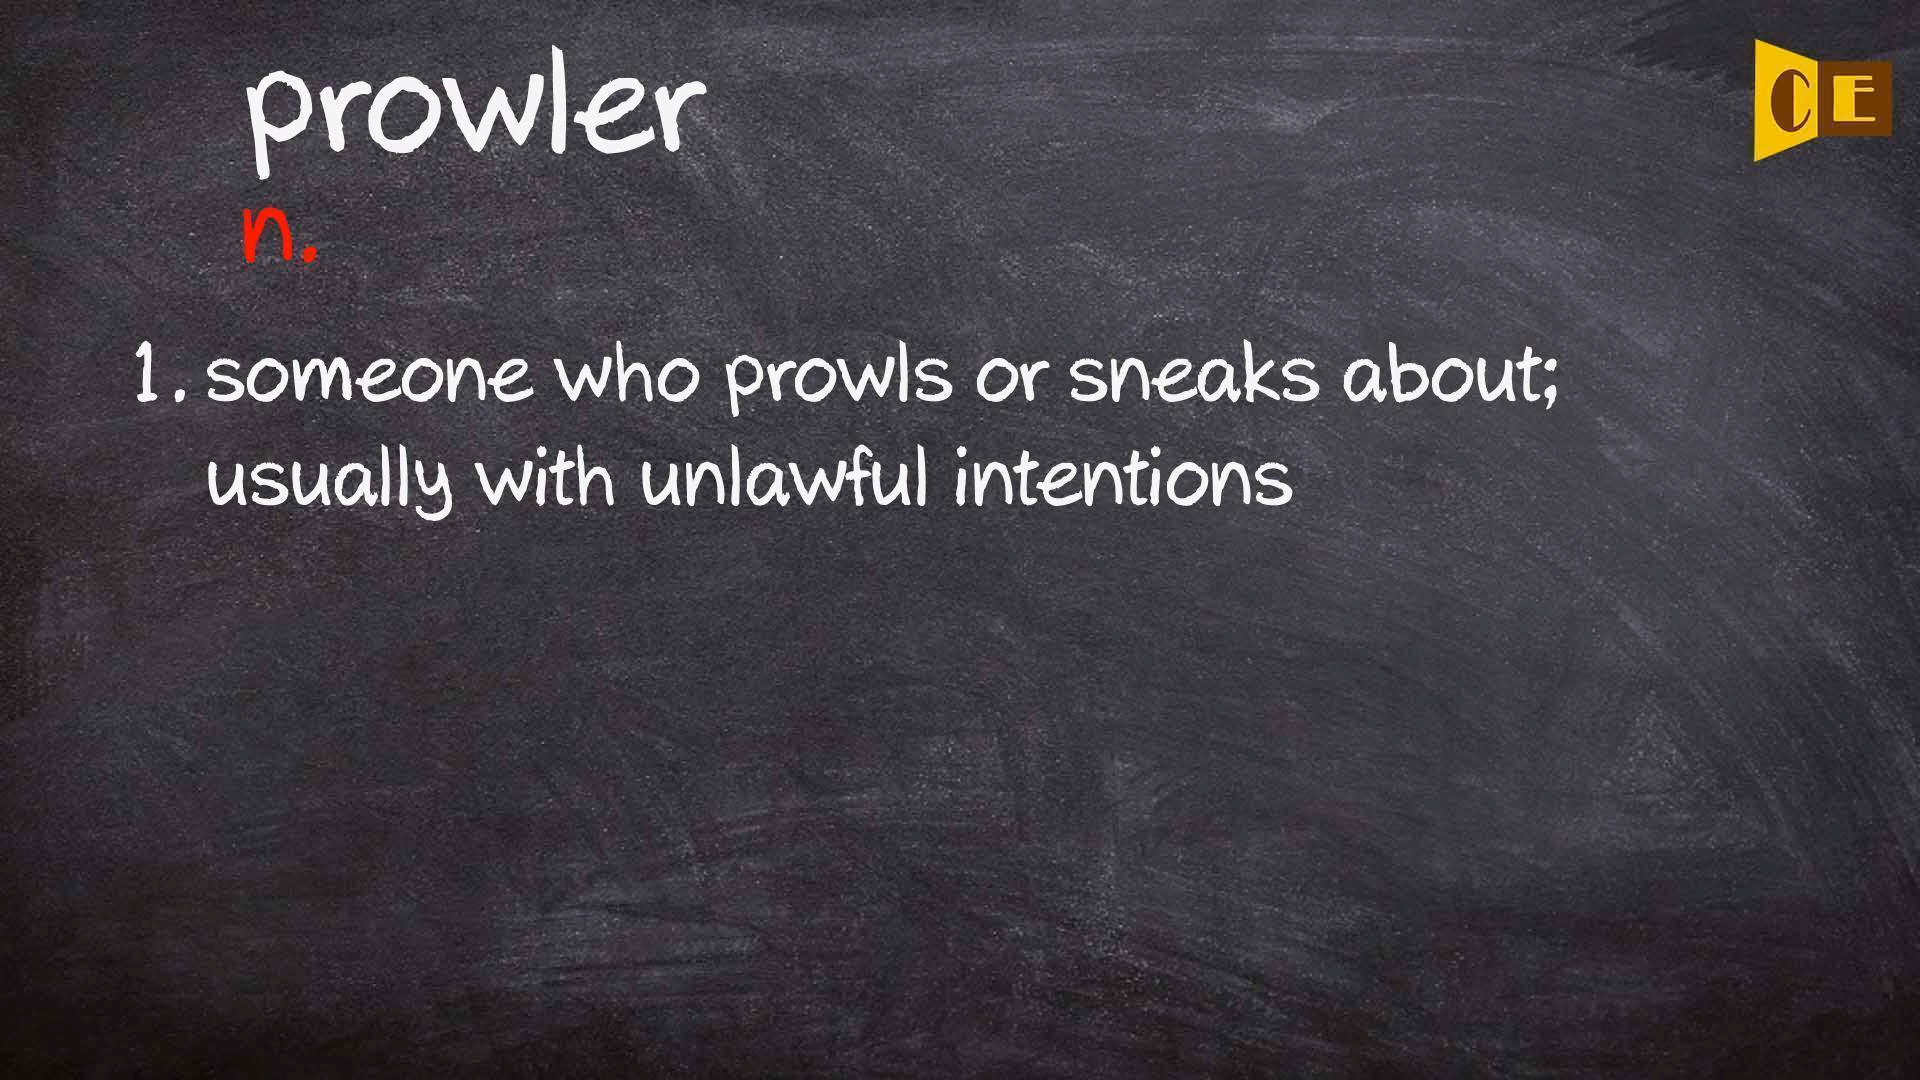 prowler
CE
n.
1. someone who prowls or sneaks about;
usually with unlawful intentions